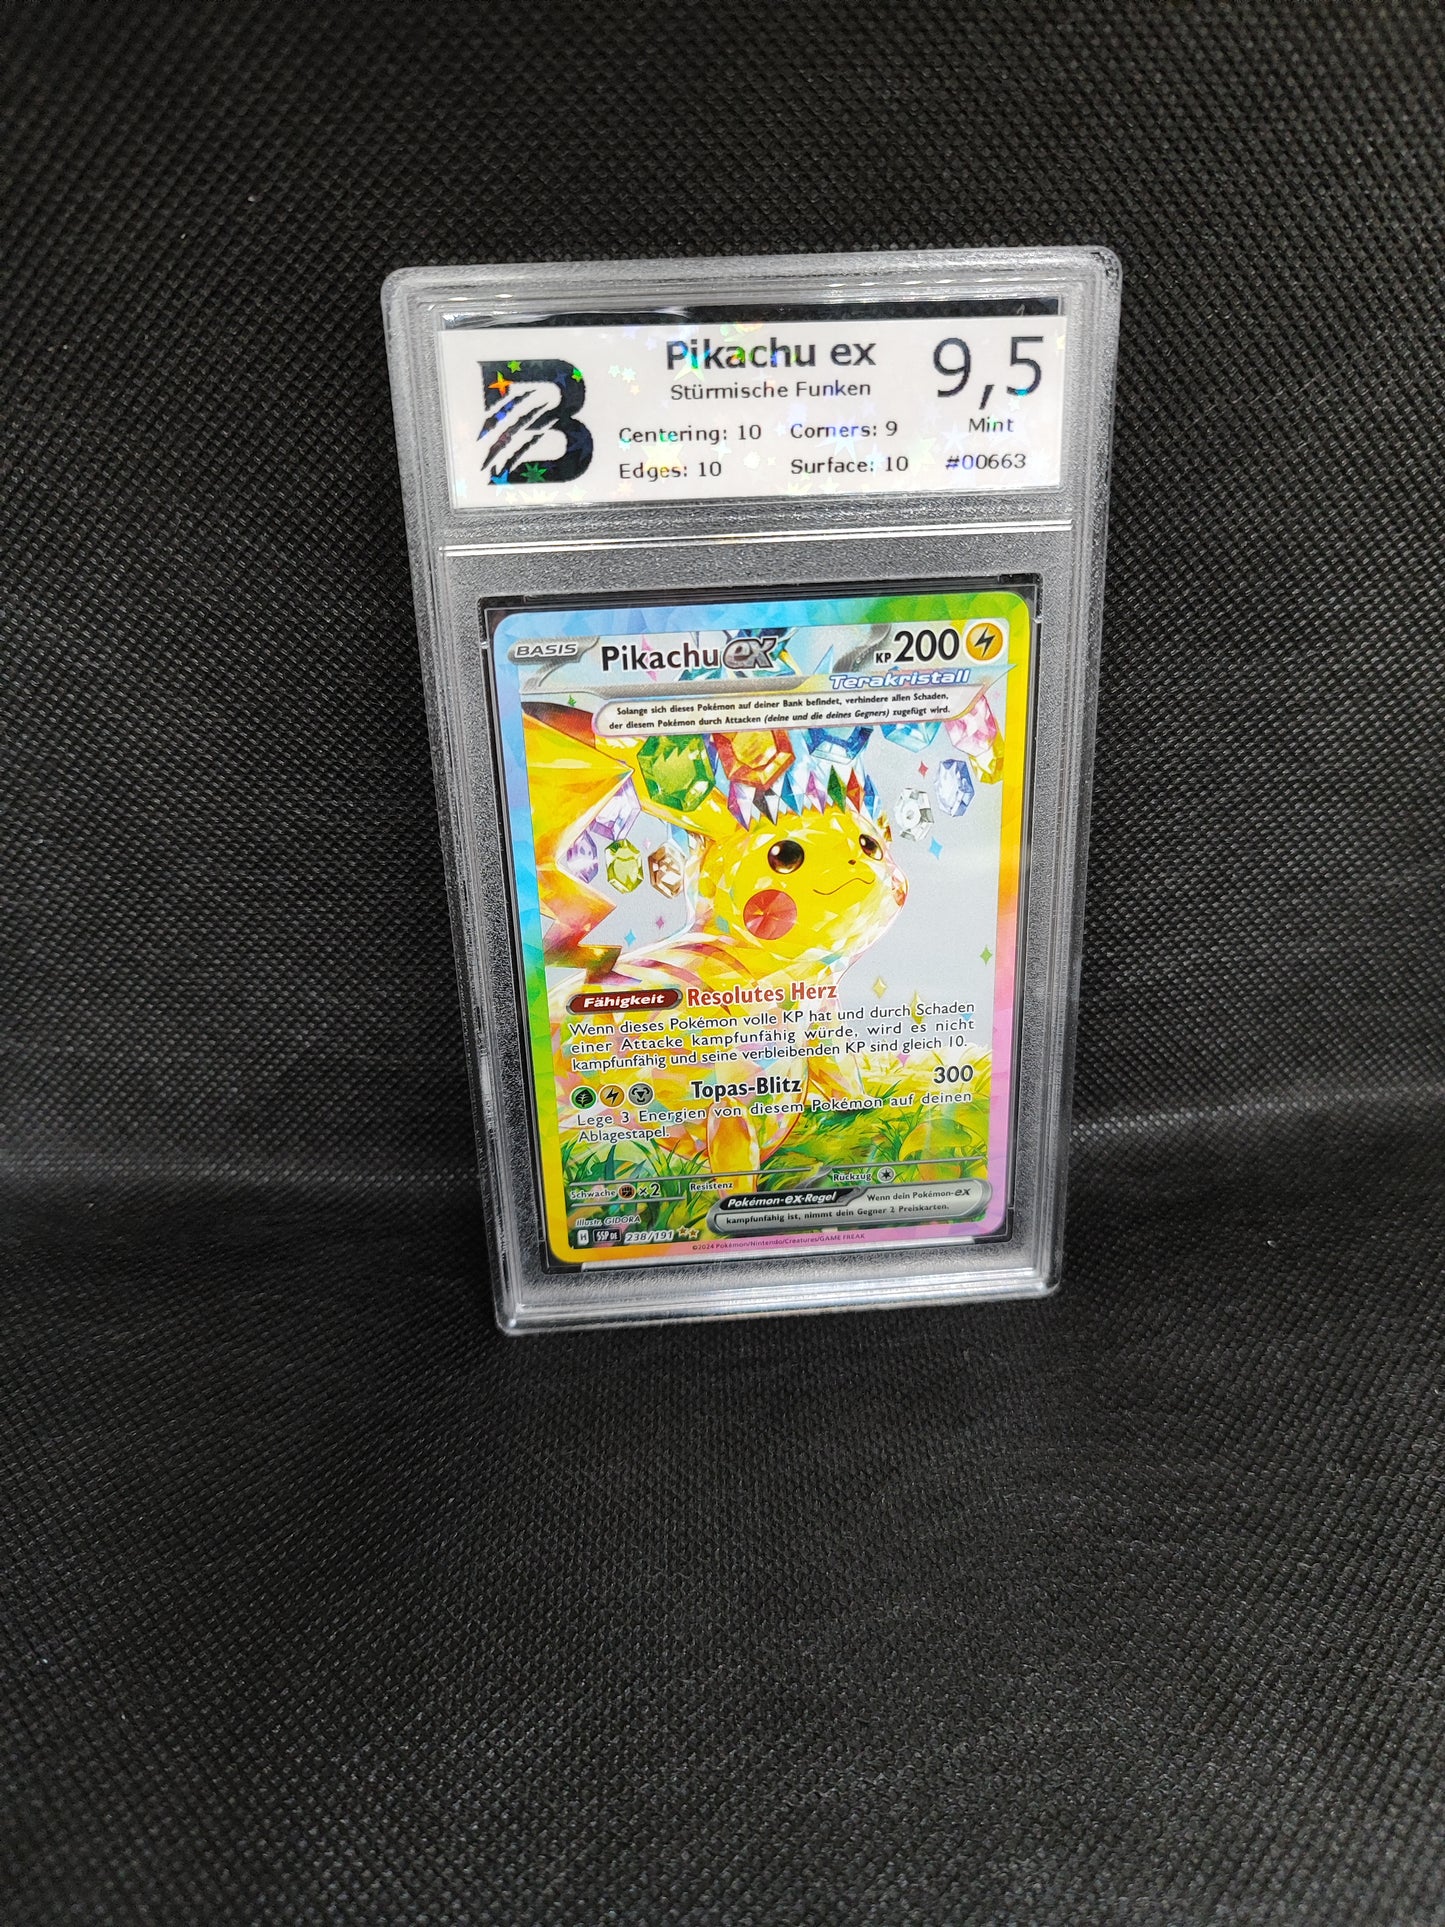 Pikachu ex
9,5
Stürmische Funken
Centering: 10 Corners: 9
Mint
Edges: 10 Surface: 10
#00663
BASIS Pikachu ex KP 200
Terakristall
Solange sich dieses Pokémon auf deiner Bank befindet, verhindere allen Schaden,
der diesem Pokémon durch Attacken (deine und die deines Gegners) zugefügt wird.
Fähigkeit Resolutes Herz
Wenn dieses Pokémon volle KP hat und durch Schaden
einer Attacke kampfunfähig würde, wird es nicht
kampfunfähig und seine verbleibenden KP sind gleich 10.
Topas-Blitz 300
Lege 3 Energien von diesem Pokémon auf deinen
Ablagestapel.
Schwäche ×2 Resistenz Rückzug
Pokémon-ex-Regel Wenn dein Pokémon-ex
kampfunfähig ist, nimmt dein Gegner 2 Preiskarten.
Illustr. GIDORA
H SSP DE 238/191
©2024 Pokémon/Nintendo/Creatures/GAME FREAK